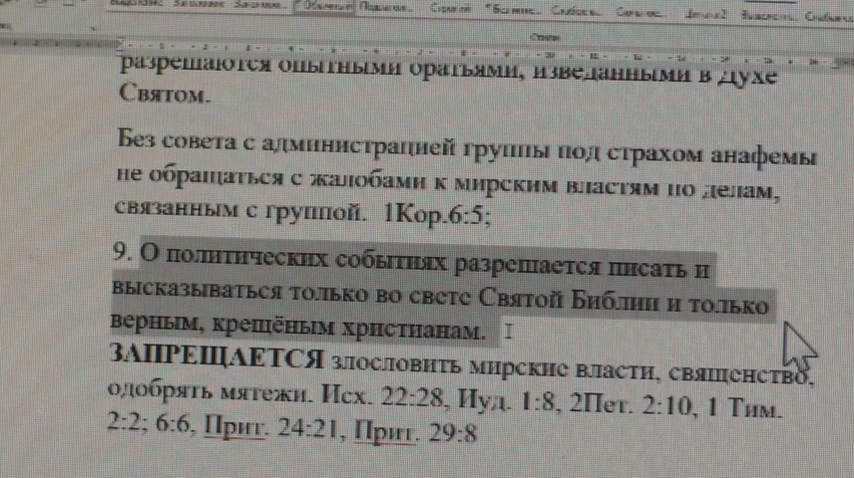 разрешаются опытными братьями, изведанными в Духе
Святом.
Без совета с администрацией группы под страхом анафемы
не обращаться с жалобами к мирским властям по делам,
связанным с группой. 1Кор.6:5;
9. О политических событиях разрешается писать и
высказываться только во свете Святой Библии и только
верным, крещёным христианам.
ЗАПРЕЩАЕТСЯ злословить мирские власти, священство,
одобрять мятежи. Исх. 22:28, Иуд. 1:8, 2Пет. 2:10, 1 Тим.
2:2; 6:6, Прит. 24:21, Прит. 29:8